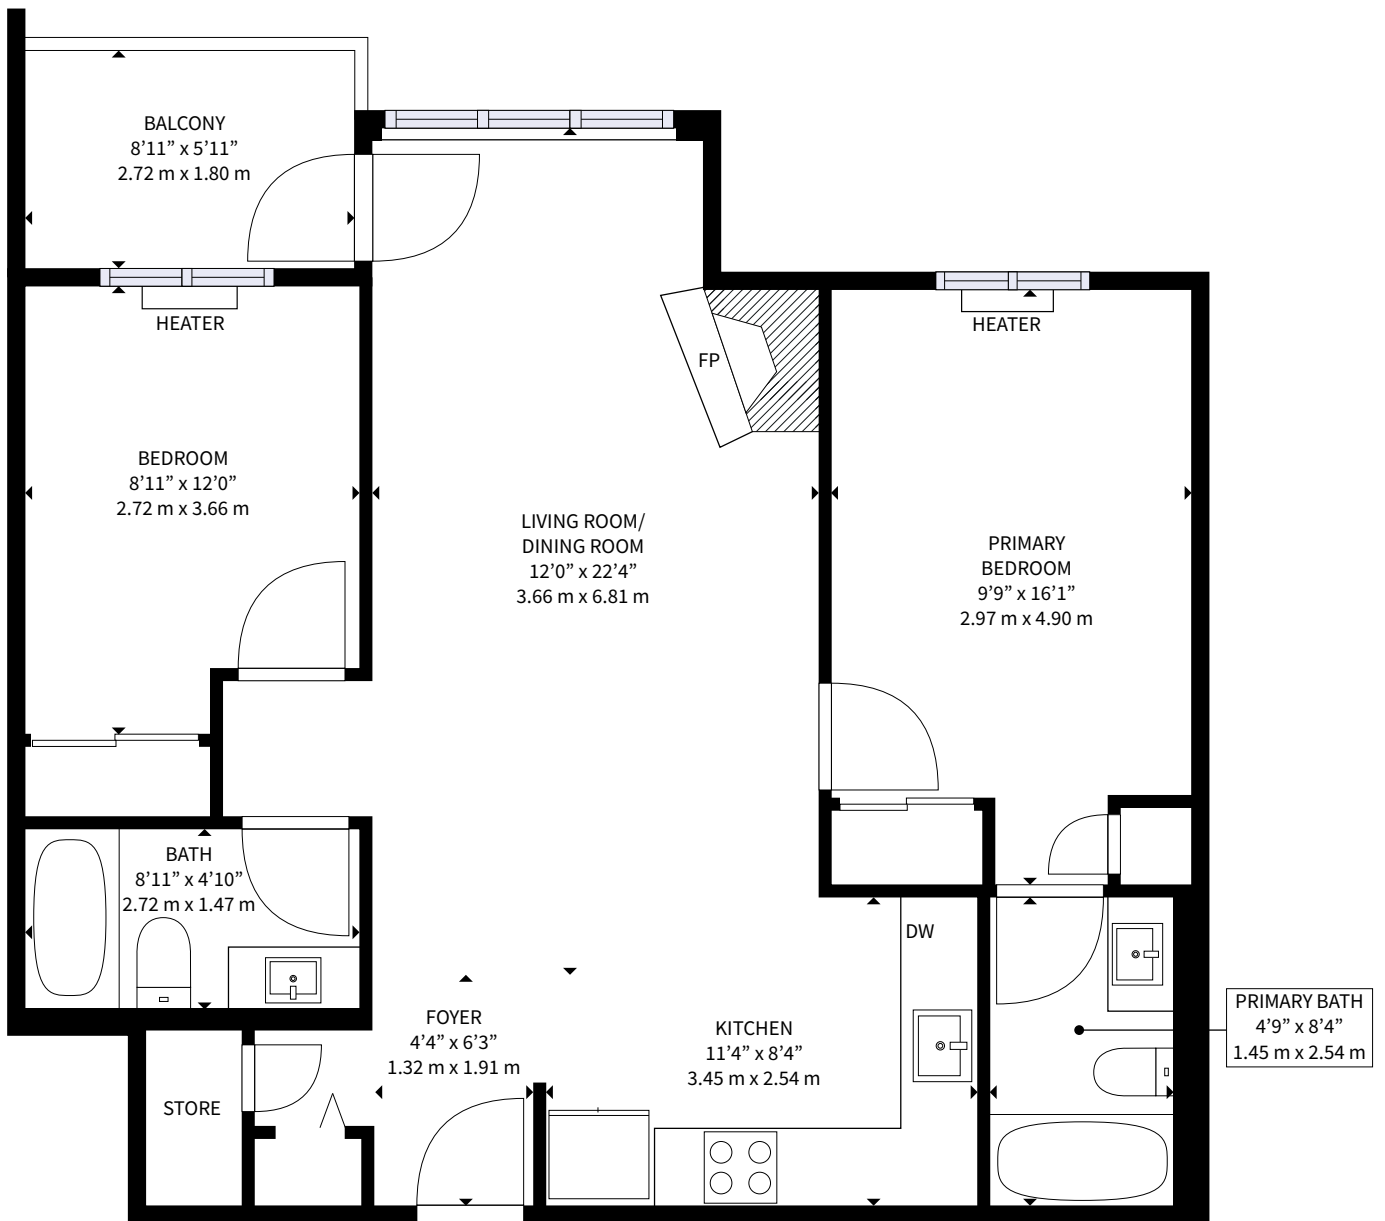 BALCONY
8’11” x 5’11”
2.72 m x 1.80 m
HEATER
HEATER
FP
BEDROOM
8’11” x 12’0”
2.72 m x 3.66 m
LIVING ROOM/
DINING ROOM
12’0” x 22’4”
3.66 m x 6.81 m
PRIMARY
BEDROOM
9’9” x 16’1”
2.97 m x 4.90 m
BATH
8’11” x 4’10”
2.72 m x 1.47 m
DW
FOYER
4’4” x 6’3”
1.32 m x 1.91 m
KITCHEN
11’4” x 8’4”
3.45 m x 2.54 m
PRIMARY BATH
4’9” x 8’4”
1.45 m x 2.54 m
STORE